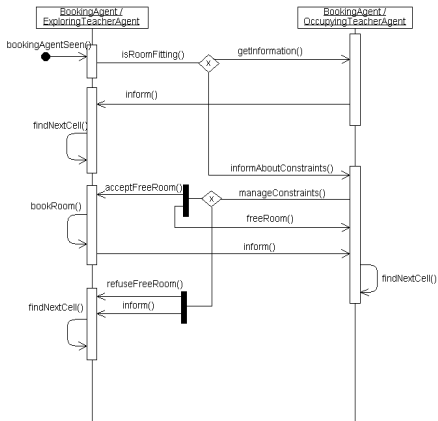 BookingAgent /
ExploringTeacherAgent
BookingAgent /
OccupyingTeacherAgent
bookingAgentSeen()
isRoomFitting()
x
getInformation()
inform()
findNextCell()
informAboutConstraints()
acceptFreeRoom()
x
manageConstraints()
bookRoom()
freeRoom()
inform()
findNextCell()
refuseFreeRoom()
inform()
findNextCell()